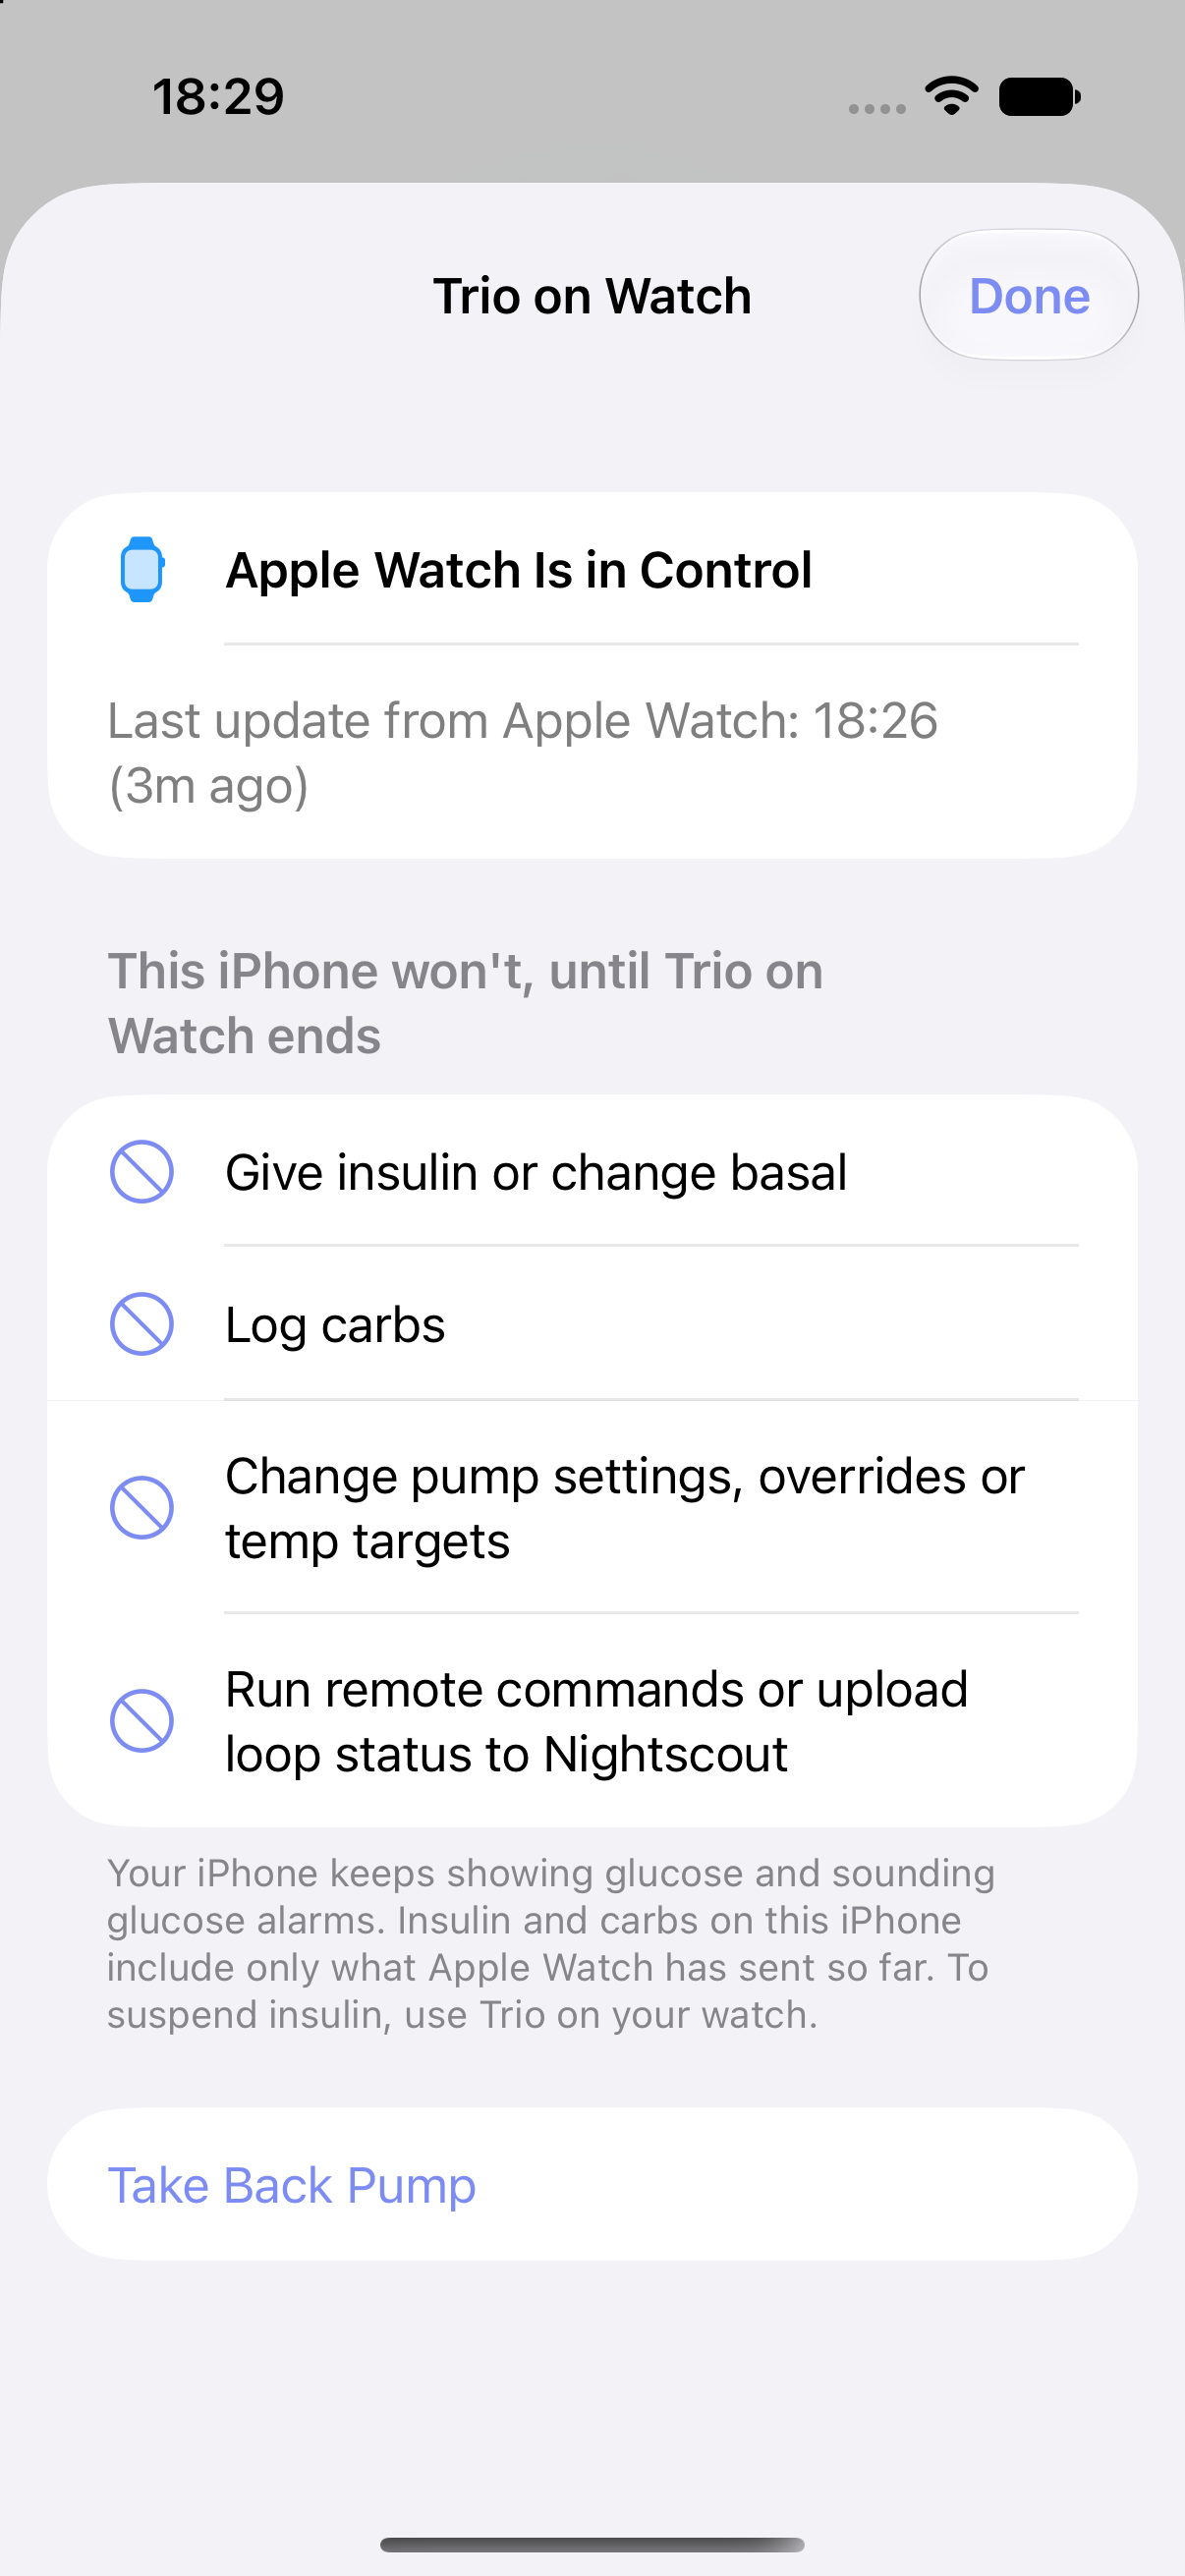 18:29
Trio on Watch
Done
Apple Watch Is in Control
Last update from Apple Watch: 18:26
(3m ago)
This iPhone won't, until Trio on
Watch ends
Give insulin or change basal
Log carbs
Change pump settings, overrides or
temp targets
Run remote commands or upload
loop status to Nightscout
Your iPhone keeps showing glucose and sounding
glucose alarms. Insulin and carbs on this iPhone
include only what Apple Watch has sent so far. To
suspend insulin, use Trio on your watch.
Take Back Pump